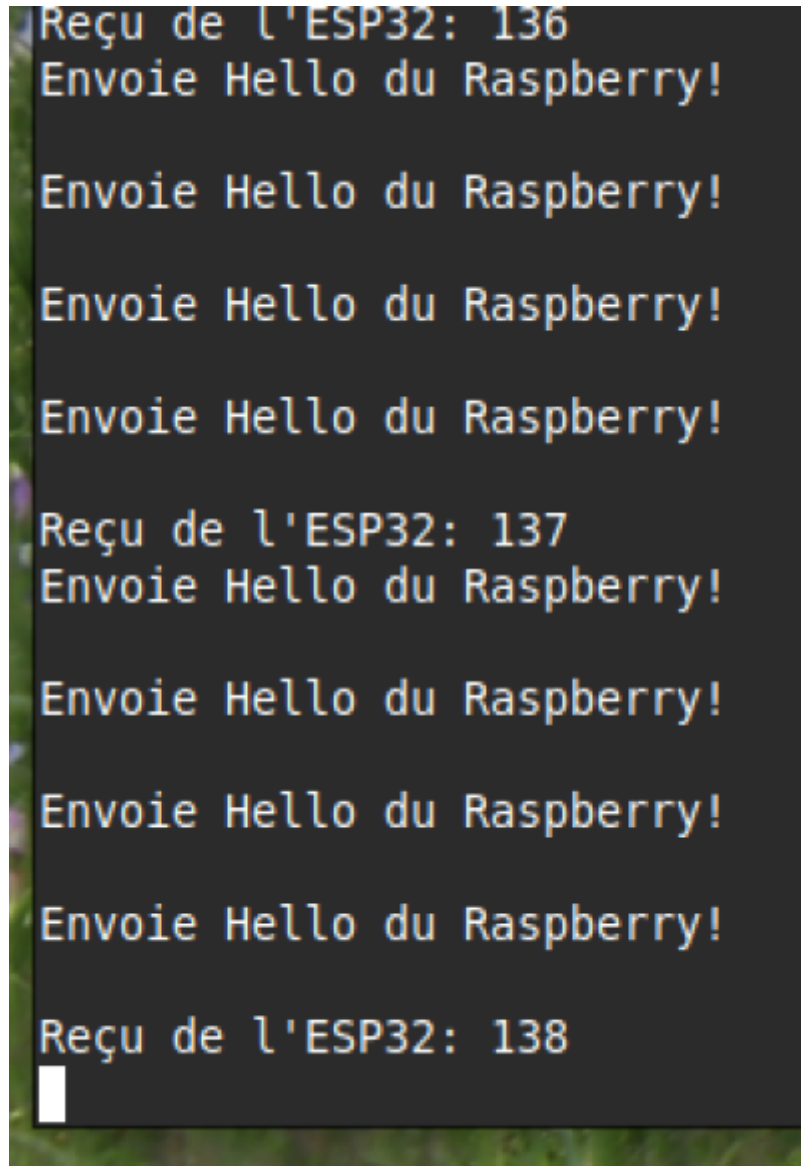 Reçu de l'ESP32: 136
Envoie Hello du Raspberry!
Envoie Hello du Raspberry!
Envoie Hello du Raspberry!
Envoie Hello du Raspberry!
Reçu de l'ESP32: 137
Envoie Hello du Raspberry!
Envoie Hello du Raspberry!
Envoie Hello du Raspberry!
Envoie Hello du Raspberry!
Reçu de l'ESP32: 138